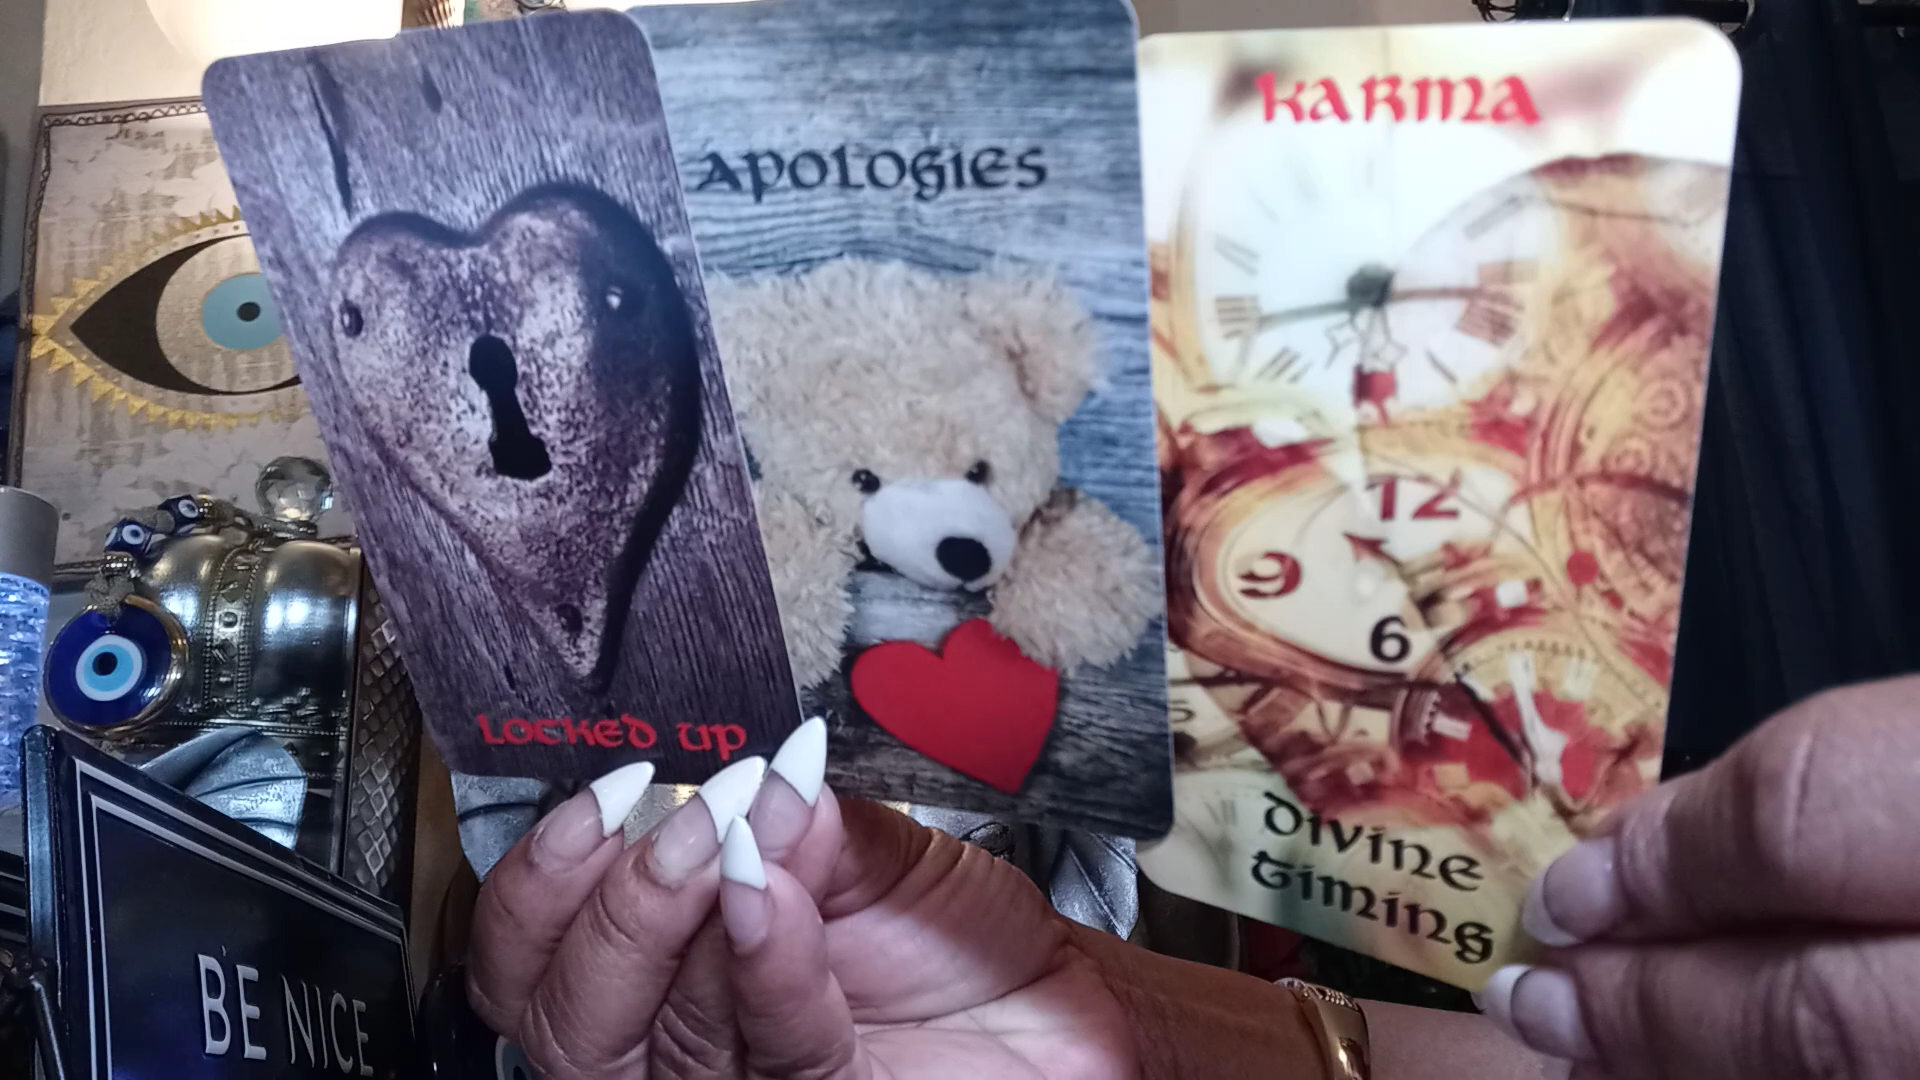 LOCKED UP
APOLOGIES
KARMA
12
9
6
DIVINE
TIMING
BE NICE